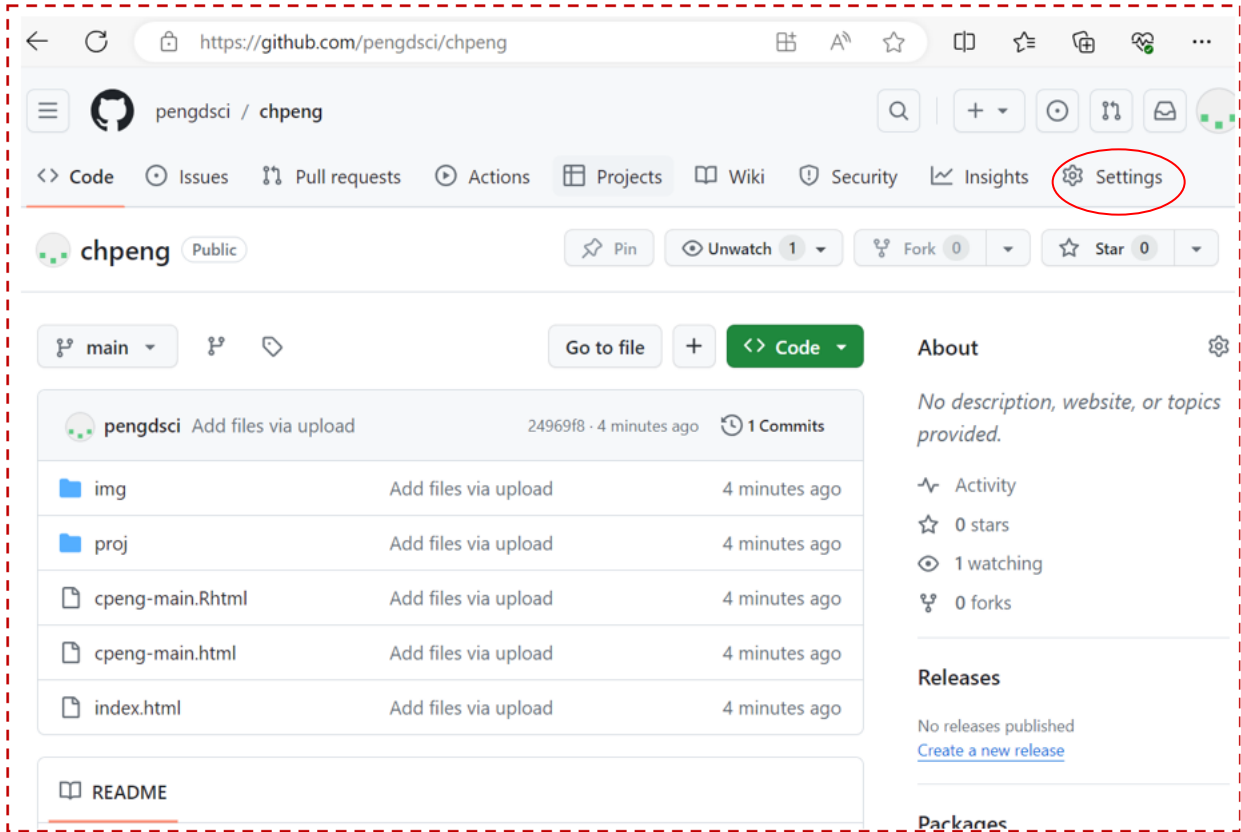 https://github.com/pengdsci/chpeng
pengdsci / chpeng
Code Issues Pull requests Actions Projects Wiki Security Insights Settings
chpeng Public Pin Unwatch 1 Fork 0 Star 0
main Go to file + Code
About
No description, website, or topics
provided.
pengdsci Add files via upload 24969f8 · 4 minutes ago 1 Commits
img Add files via upload 4 minutes ago
proj Add files via upload 4 minutes ago
cpeng-main.Rhtml Add files via upload 4 minutes ago
cpeng-main.html Add files via upload 4 minutes ago
index.html Add files via upload 4 minutes ago
README
Activity
0 stars
1 watching
0 forks
Releases
No releases published
Create a new release
Packages